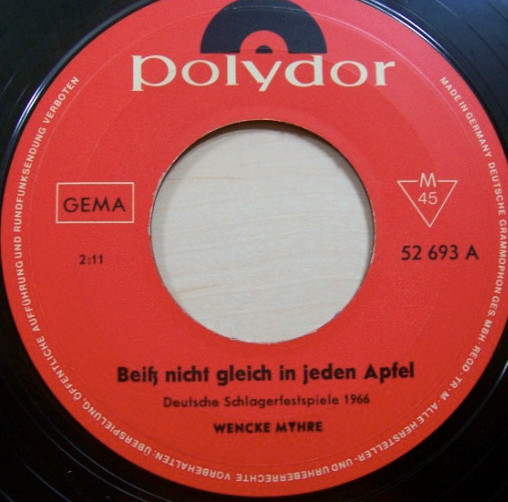 polydor
GEMA
M
45
2:11
52 693 A
Beiß nicht gleich in jeden Apfel
Deutsche Schlagerfestspiele 1966
WENCKE MYHRE
MADE IN GERMANY DEUTSCHE GRAMMOPHON GES. MBH · REGD. TR. M. ALLE HERSTELLER- UND URHEBERRECHTE VORBEHALTEN. ÜBERSPIELUNG, ÖFFENTLICHE AUFFÜHRUNG UND RUNDFUNKSENDUNG VERBOTEN